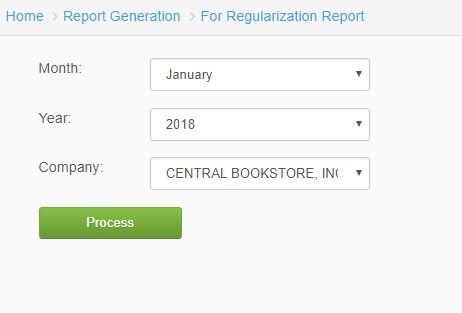 Home > Report Generation > For Regularization Report
Month: January
Year: 2018
Company: CENTRAL BOOKSTORE, IN
Process